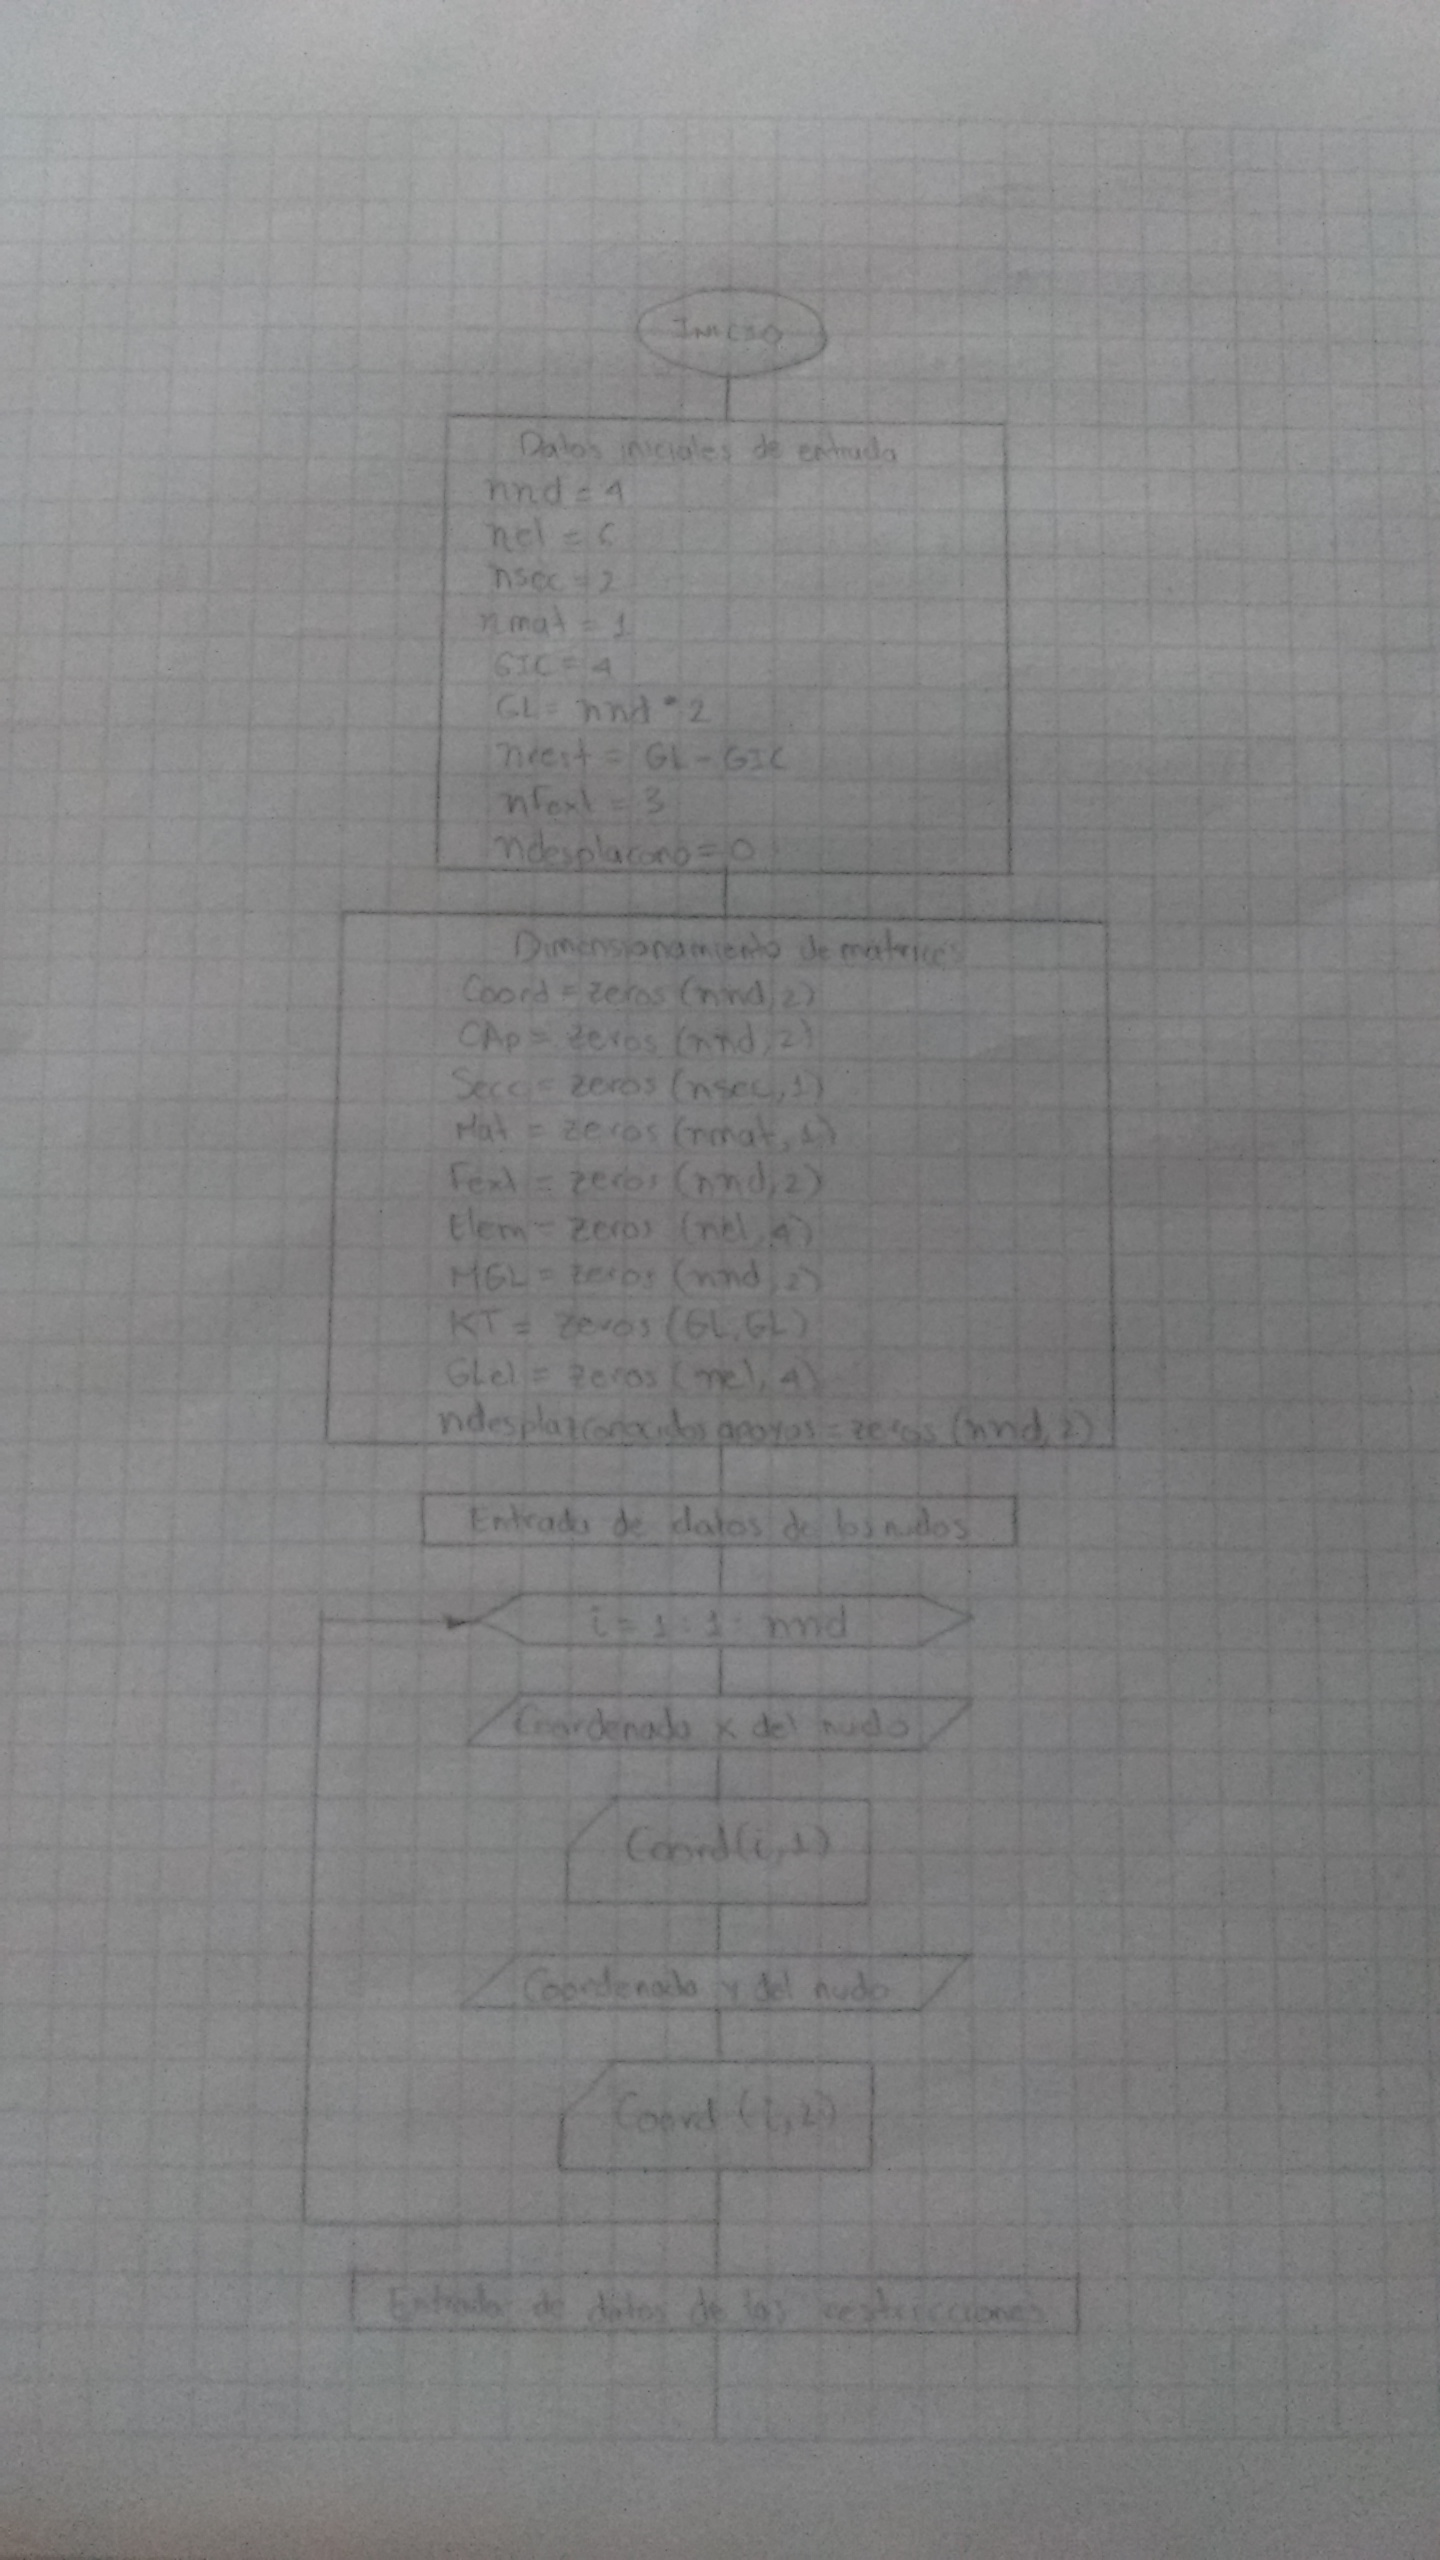 INICIO
Datos iniciales de entrada
nnd = 4
nel = 6
nsec = 2
nmat = 1
GIC = 4
GL = nnd * 2
nrest = GL - GIC
nFext = 3
ndesplacono = 0
Dimensionamiento de matrices
Coord = zeros (nnd, 2)
CAp = zeros (nnd, 2)
Secc = zeros (nsec, 1)
Mat = zeros (nmat, 1)
Fext = zeros (nnd, 2)
Elem = zeros (nel, 4)
MGL = zeros (nnd, 2)
KT = zeros (GL, GL)
GLel = zeros (nel, 4)
ndesplazconocidos apoyos = zeros (nnd, 2)
Entrada de datos de los nudos
i = 1 : 1 : nnd
Coordenada x del nudo
Coord (i, 1)
Coordenada y del nudo
Coord (i, 2)
Entrada de datos de las restricciones